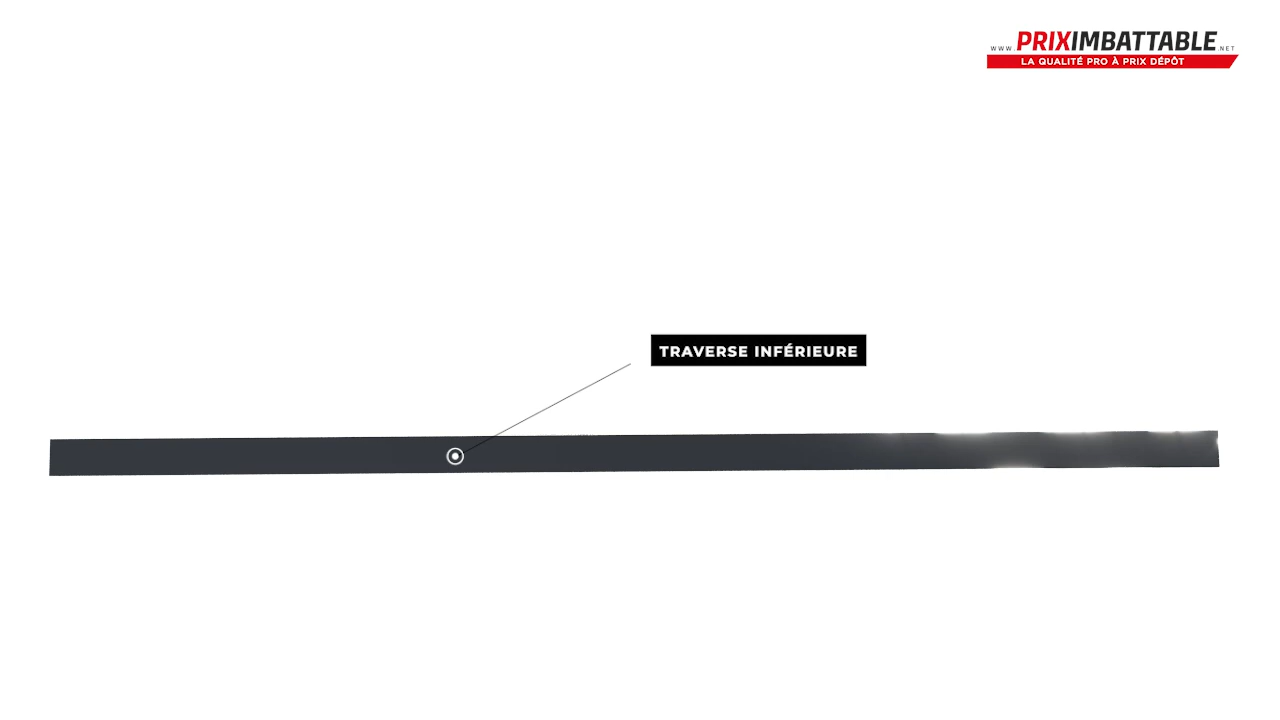 WWW.PRIXIMBATTABLE.NET
LA QUALITÉ PRO À PRIX DÉPÔT
TRAVERSE INFÉRIEURE